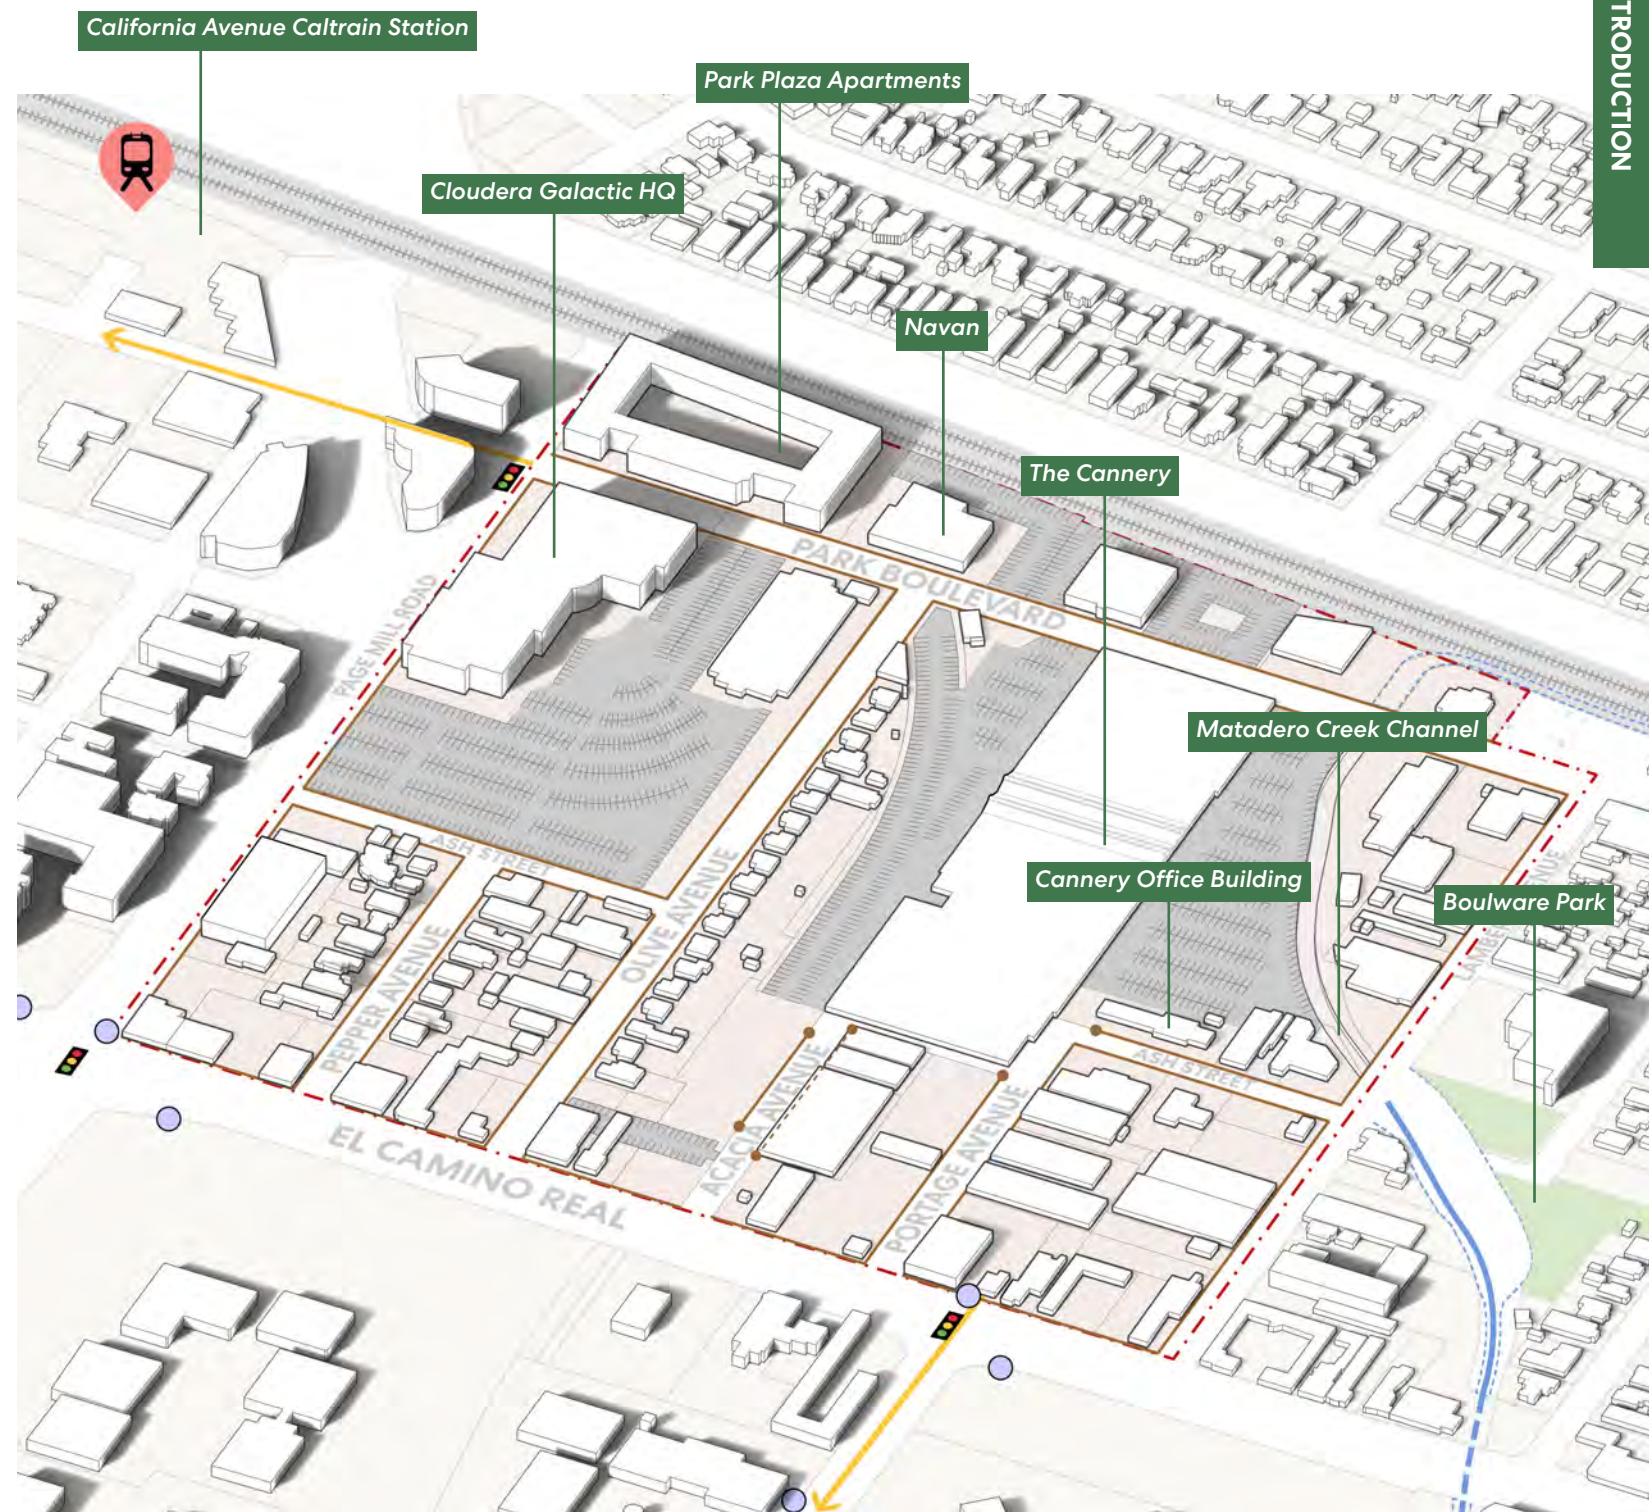 California Avenue Caltrain Station
TRODUCTION
Park Plaza Apartments
Cloudera Galactic HQ
Navan
The Cannery
PARK BOULEVARD
PAGE MILL ROAD
Matadero Creek Channel
ASH STREET
OLIVE AVENUE
Cannery Office Building
Boulware Park
PEPPER AVENUE
ASH STREET
ACACIA AVENUE
PORTAGE AVENUE
EL CAMINO REAL